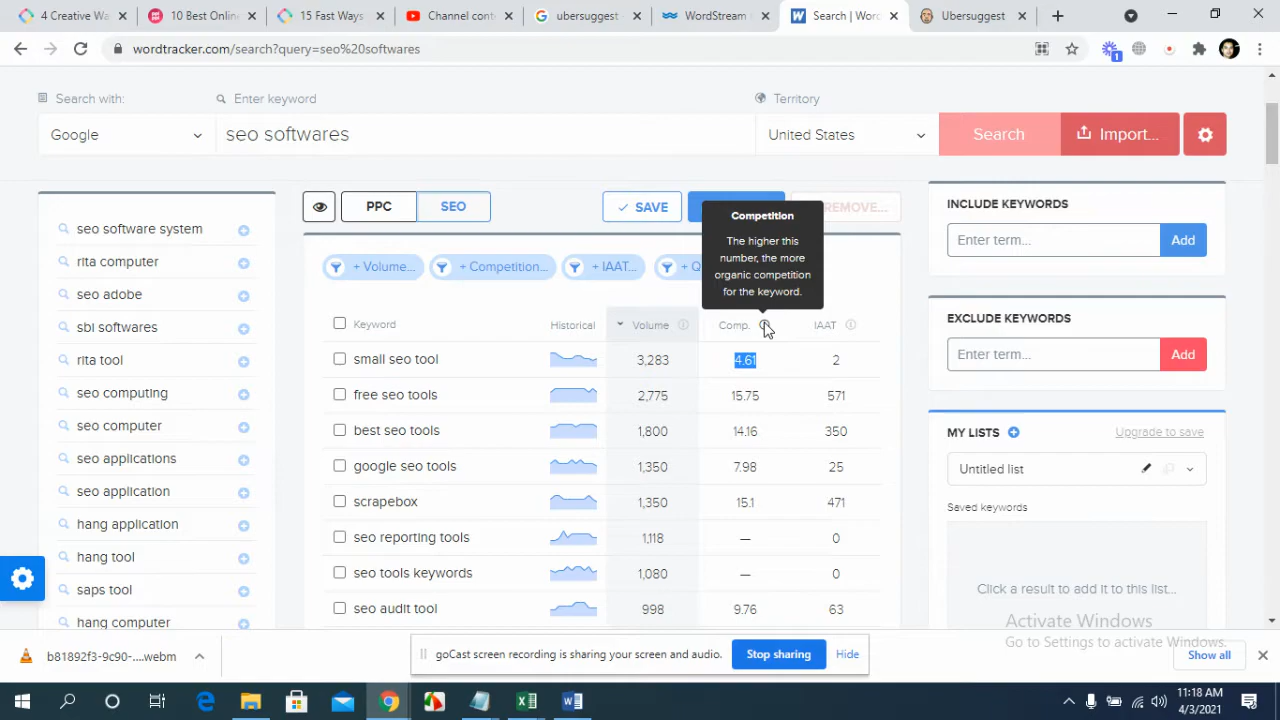 4 Creative Wa
10 Best Onlin
15 Fast Ways
Channel cont
ubersuggest -
WordStream
Search | Word
Ubersuggest
wordtracker.com/search?query=seo%20softwares
1
Search with:
Enter keyword
Territory
Google
seo softwares
United States
Search
Import...
PPC
SEO
SAVE
REMOVE...
Competition
The higher this
number, the more
organic competition
for the keyword.
+ Volume...
+ Competition...
+ IAAT...
Keyword
Historical
Volume
Comp.
IAAT
small seo tool
3,283
4.61
2
free seo tools
2,775
15.75
571
best seo tools
1,800
14.16
350
google seo tools
1,350
7.98
25
scrapebox
1,350
15.1
471
seo reporting tools
1,118
—
0
seo tools keywords
1,080
—
0
seo audit tool
998
9.76
63
seo software system
rlta computer
seo adobe
sbl softwares
rlta tool
seo computing
seo computer
seo applications
seo application
hang application
hang tool
saps tool
hang computer
INCLUDE KEYWORDS
Enter term...
Add
EXCLUDE KEYWORDS
Enter term...
Add
MY LISTS
Upgrade to save
Untitled list
Saved keywords
Click a result to add it to this list...
Activate Windows
Go to Settings to activate Windows.
b81892f3-9c90-....webm
goCast screen recording is sharing your screen and audio.
Stop sharing
Hide
Show all
11:18 AM
4/3/2021